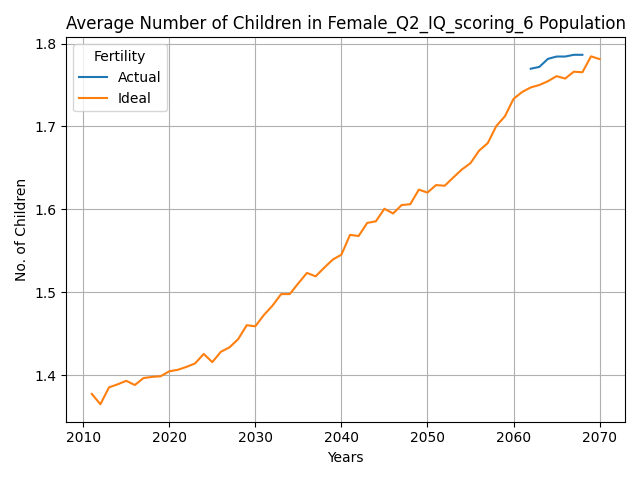 Average Number of Children in Female_Q2_IQ_scoring_6 Population
Fertility
Actual
Ideal
No. of Children
1.8
1.7
1.6
1.5
1.4
2010 2020 2030 2040 2050 2060 2070
Years